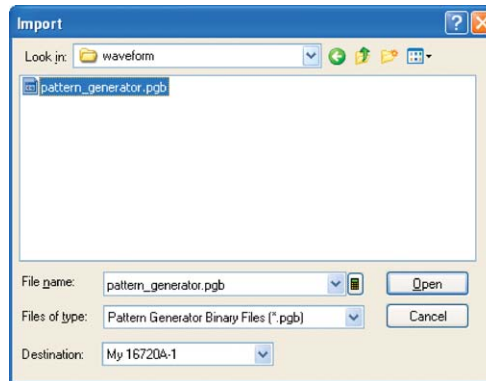 Import
Look in: waveform
pattern_generator.pgb
File name: pattern_generator.pgb
Open
Files of type: Pattern Generator Binary Files (*.pgb)
Cancel
Destination: My 16720A-1